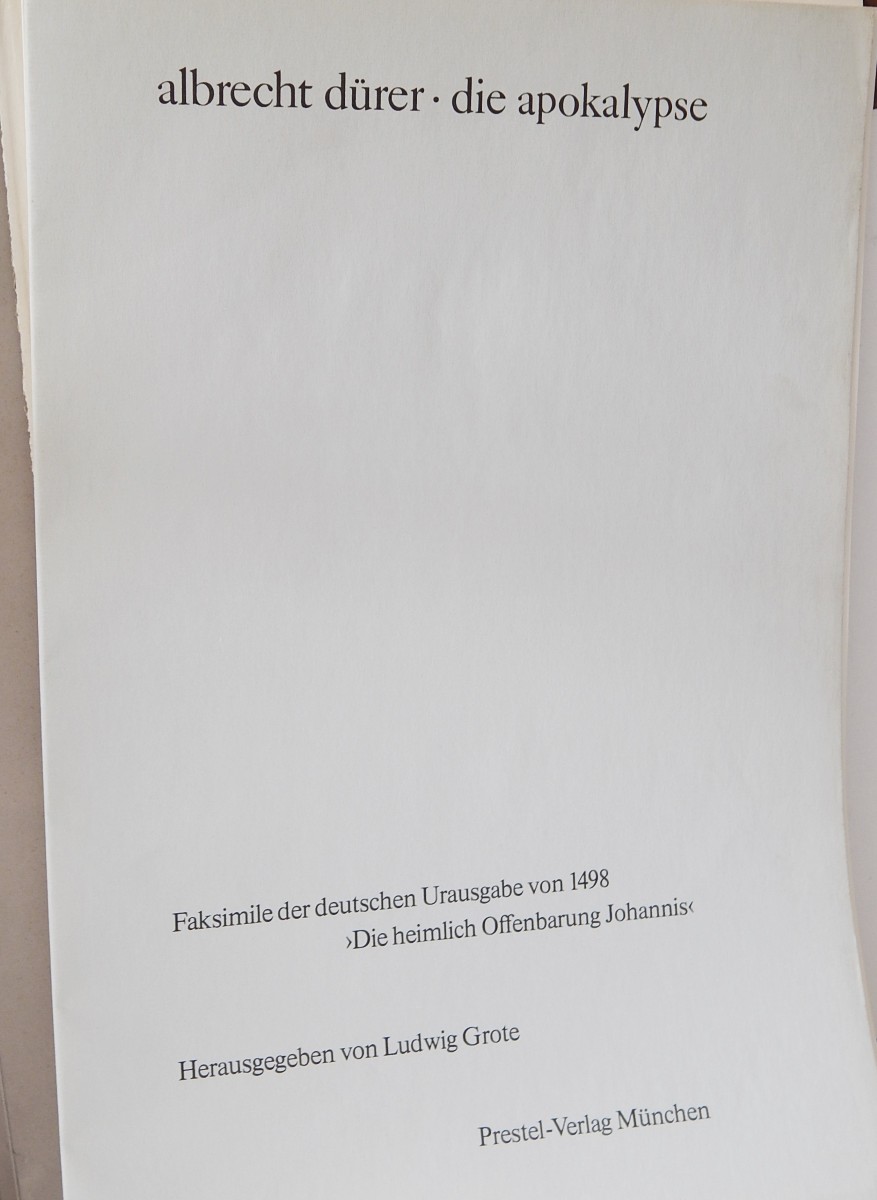 albrecht dürer · die apokalypse
Faksimile der deutschen Urausgabe von 1498
›Die heimlich Offenbarung Johannis‹
Herausgegeben von Ludwig Grote
Prestel-Verlag München